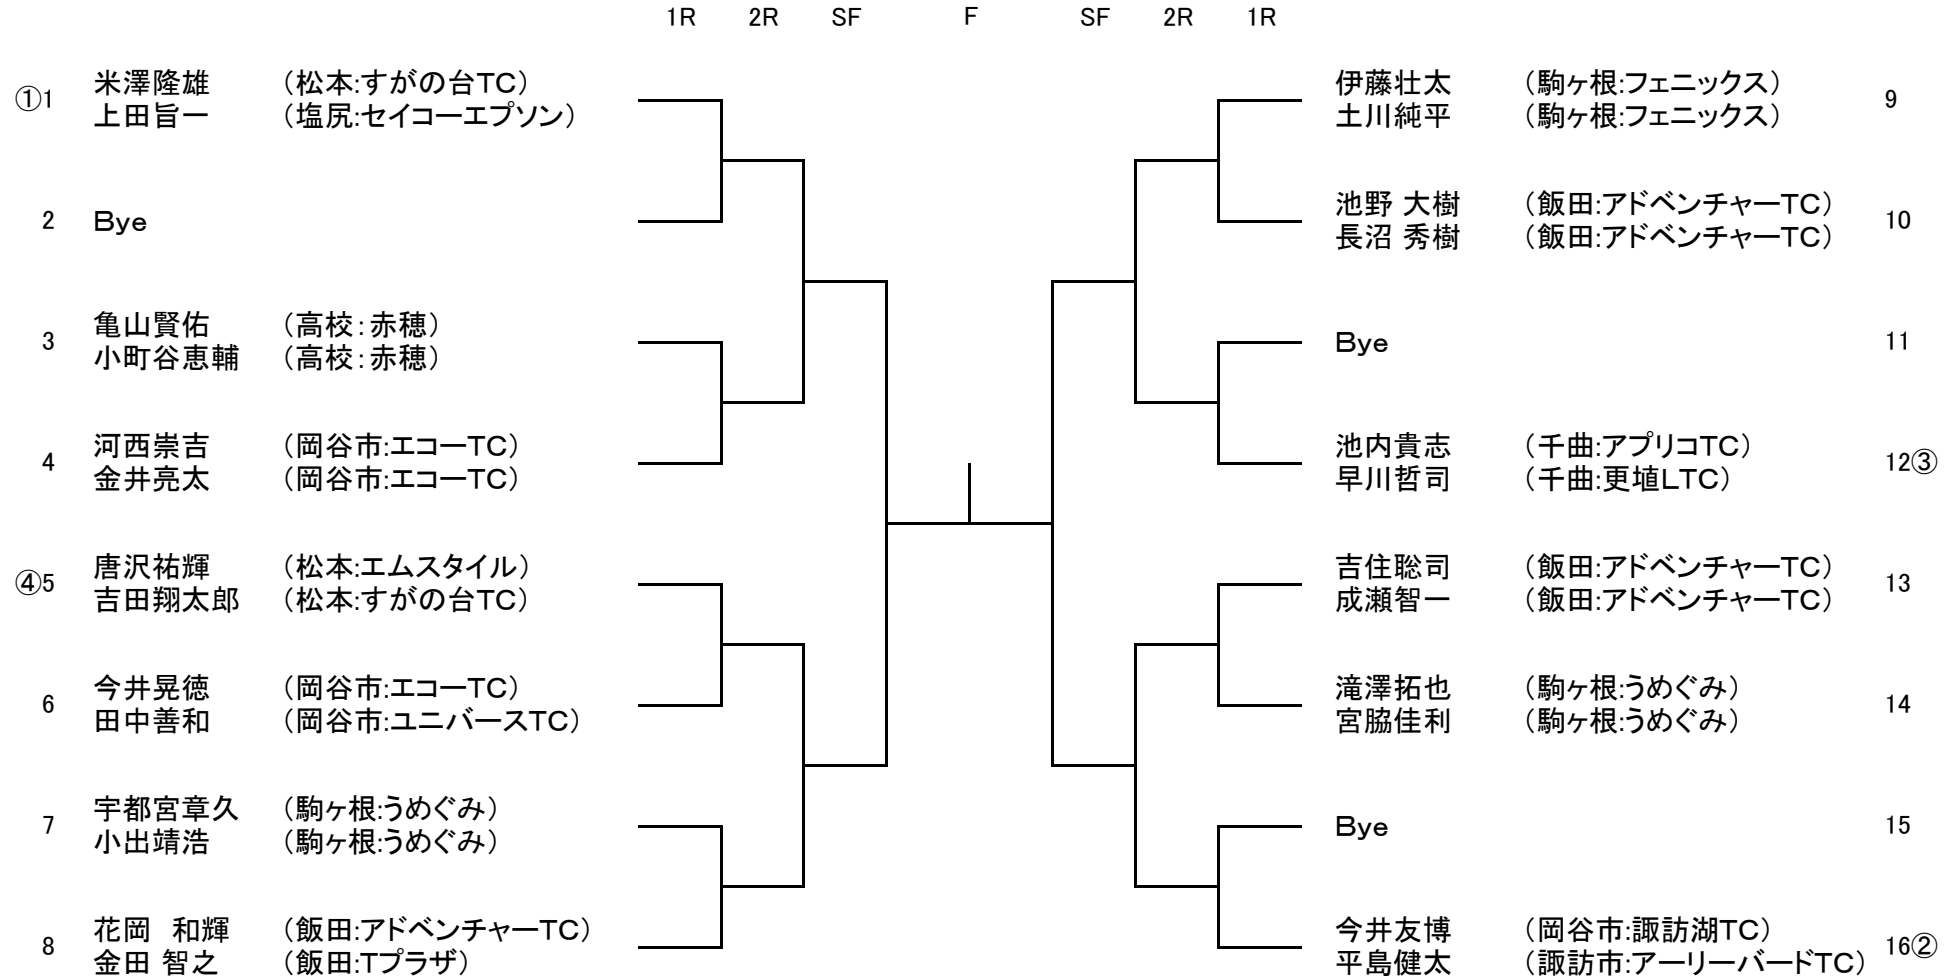 1R 2R SF F SF 2R 1R
①1 米澤隆雄 （松本:すがの台TC）
上田旨一 （塩尻:セイコーエプソン）
2 Bye
3 亀山賢佑 （高校：赤穂）
小町谷恵輔 （高校：赤穂）
4 河西崇吉 （岡谷市:エコーTC）
金井亮太 （岡谷市:エコーTC）
④5 唐沢祐輝 （松本:エムスタイル）
吉田翔太郎 （松本:すがの台TC）
6 今井晃徳 （岡谷市:エコーTC）
田中善和 （岡谷市:ユニバースTC）
7 宇都宮章久 （駒ヶ根:うめぐみ）
小出靖浩 （駒ヶ根:うめぐみ）
8 花岡　和輝 （飯田:アドベンチャーTC）
金田 智之 （飯田:Tプラザ）
伊藤壮太 （駒ヶ根:フェニックス） 9
土川純平 （駒ヶ根:フェニックス）
池野 大樹 （飯田:アドベンチャーTC） 10
長沼 秀樹 （飯田:アドベンチャーTC）
Bye 11
池内貴志 （千曲:アプリコTC） 12③
早川哲司 （千曲:更埴LTC）
吉住聡司 （飯田:アドベンチャーTC） 13
成瀬智一 （飯田:アドベンチャーTC）
滝澤拓也 （駒ヶ根:うめぐみ） 14
宮脇佳利 （駒ヶ根:うめぐみ）
Bye 15
今井友博 （岡谷市:諏訪湖TC） 16②
平島健太 （諏訪市:アーリーバードTC）